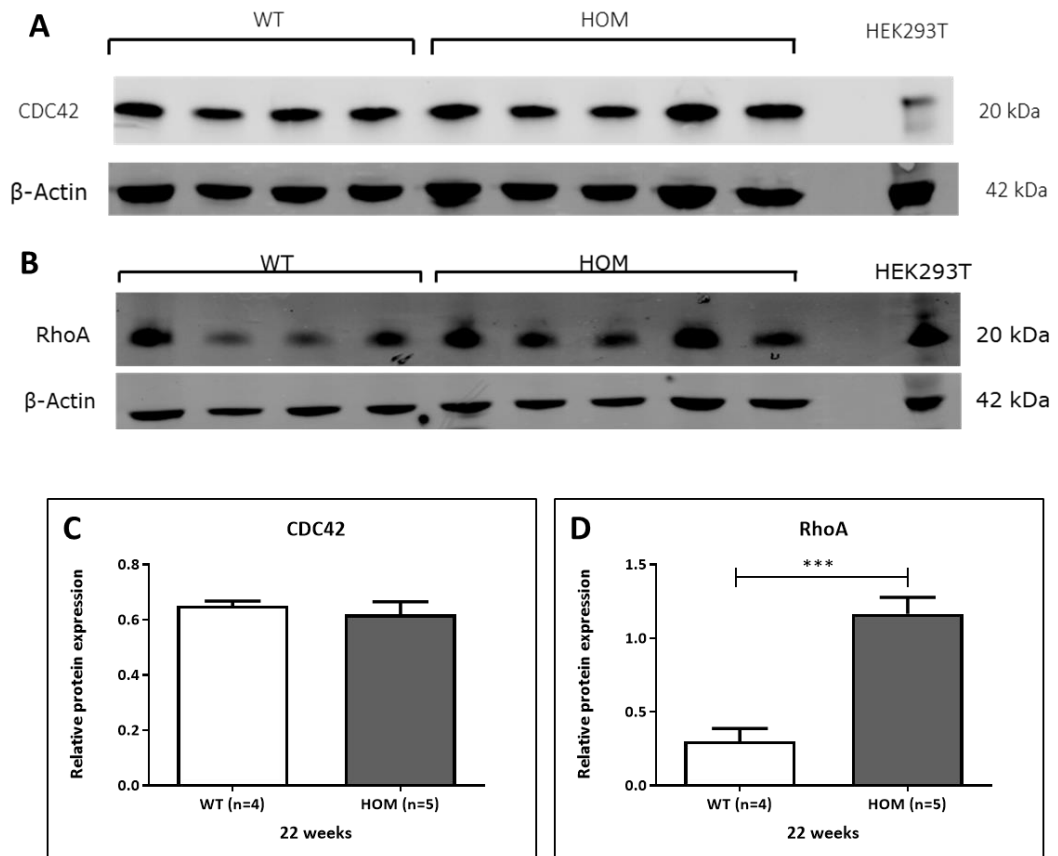 A
WT
HOM
HEK293T
CDC42
20 kDa
β-Actin
42 kDa
B
WT
HOM
HEK293T
RhoA
20 kDa
β-Actin
42 kDa
C
CDC42
Relative protein expression
0.8
0.6
0.4
0.2
0.0
WT (n=4)
HOM (n=5)
22 weeks
D
RhoA
Relative protein expression
1.5
1.0
0.5
0.0
***
WT (n=4)
HOM (n=5)
22 weeks